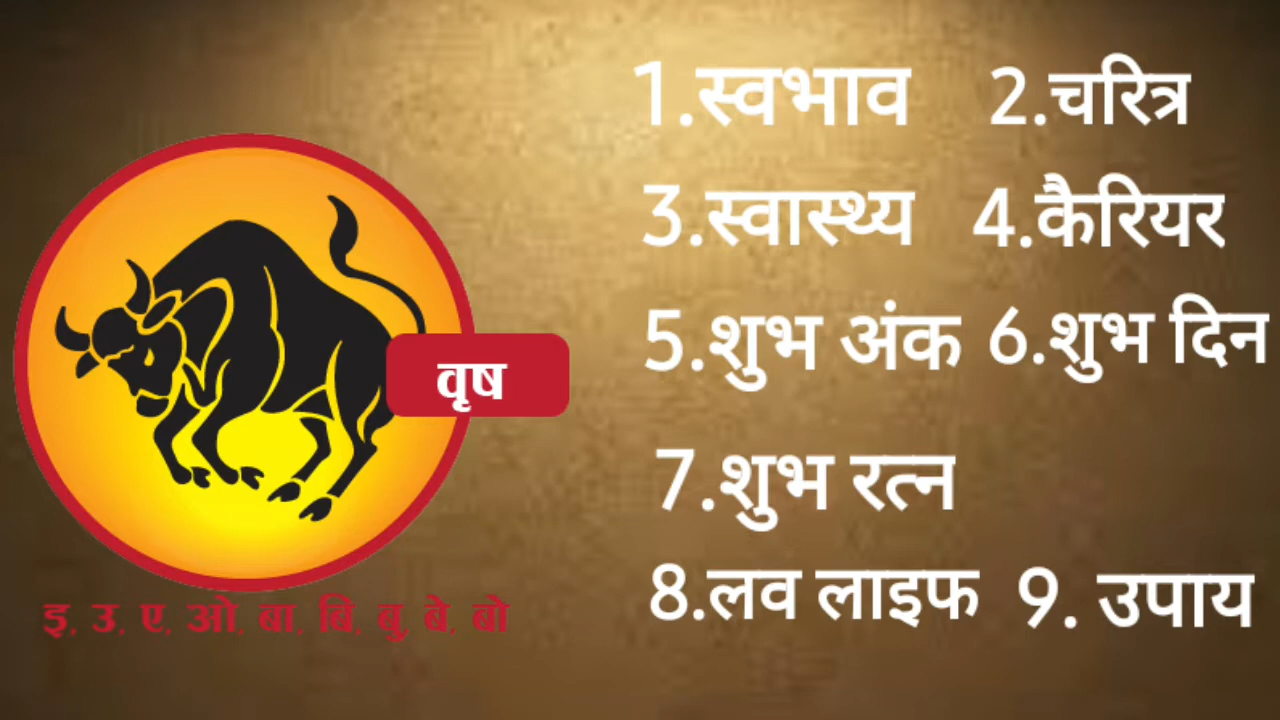 1.स्वभाव 2.चरित्र
3.स्वास्थ्य 4.कैरियर
5.शुभ अंक 6.शुभ दिन
वृष
7.शुभ रत्न
8.लव लाइफ 9. उपाय
इ, उ, ए, ओ, बा, बि, बु, बे, बो